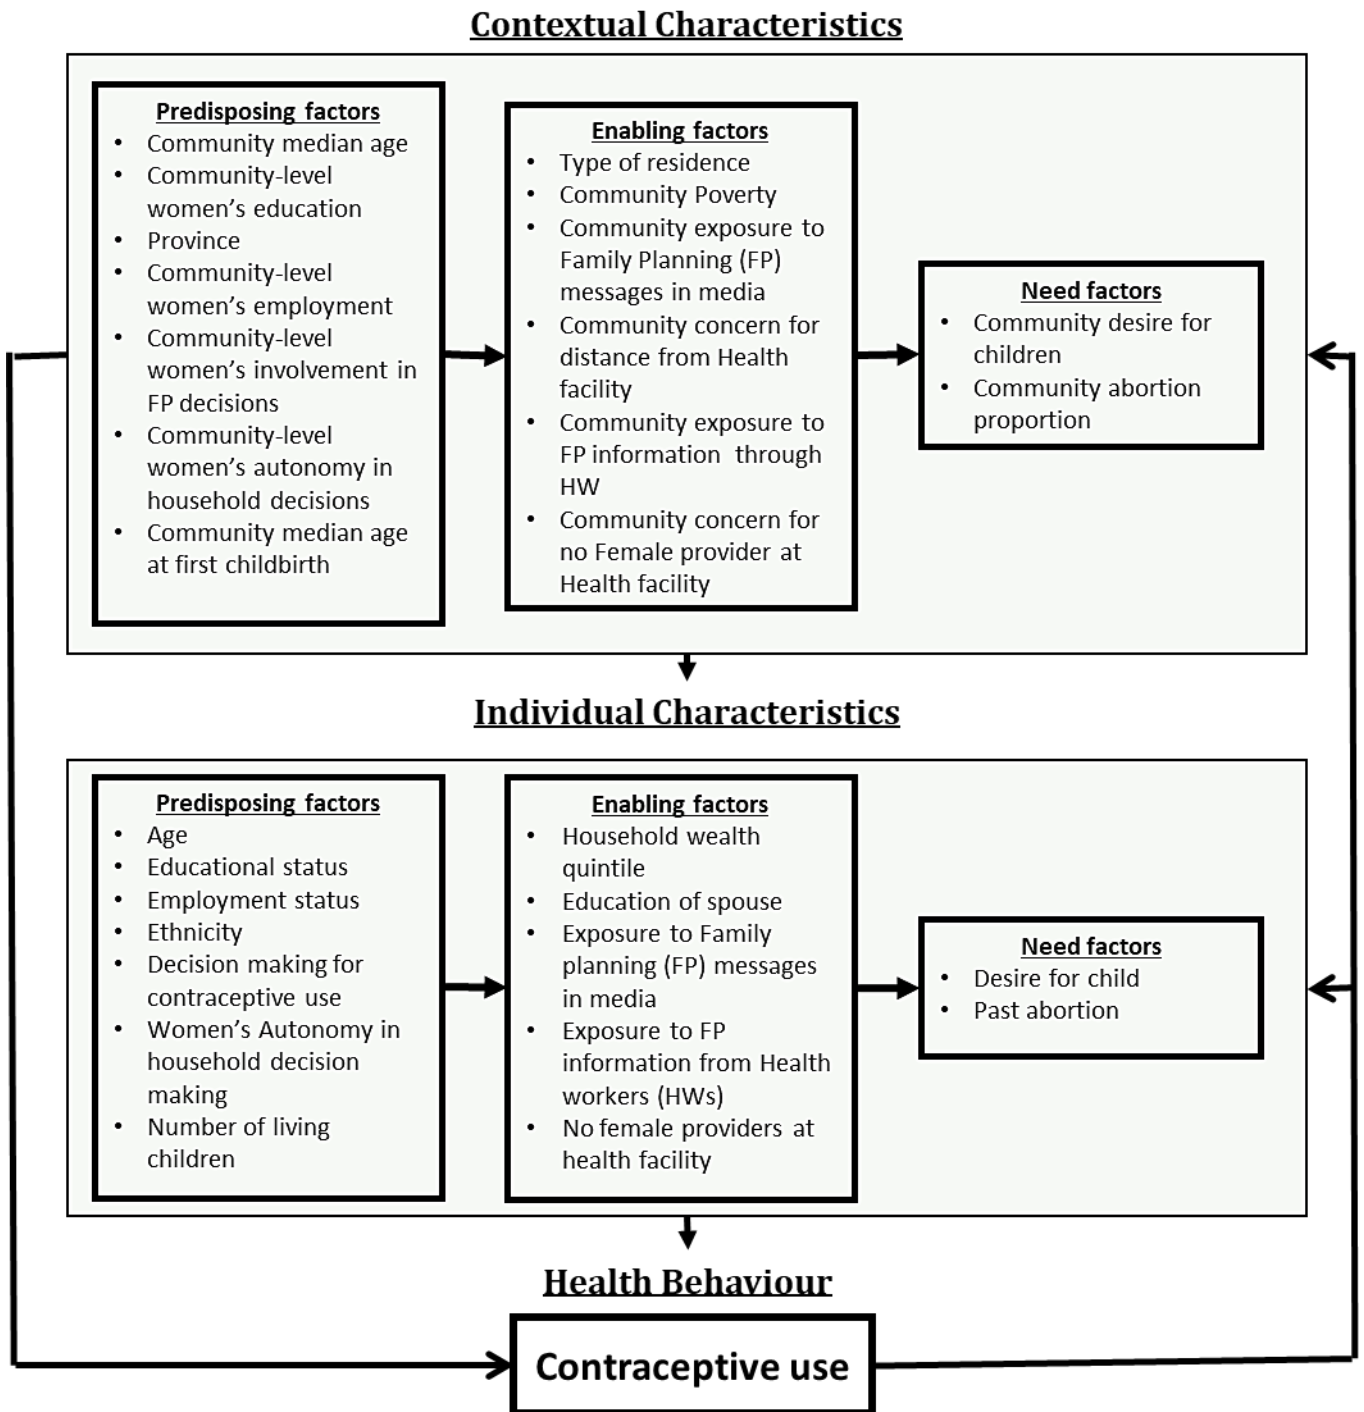 Contextual Characteristics
Predisposing factors
• Community median age
• Community-level
women's education
• Province
• Community-level
women's employment
• Community-level
women's involvement in
FP decisions
• Community-level
women's autonomy in
household decisions
• Community median age
at first childbirth
Enabling factors
• Type of residence
• Community Poverty
• Community exposure to
Family Planning (FP)
messages in media
• Community concern for
distance from Health
facility
• Community exposure to
FP information through
HW
• Community concern for
no Female provider at
Health facility
Need factors
• Community desire for
children
• Community abortion
proportion
Individual Characteristics
Predisposing factors
• Age
• Educational status
• Employment status
• Ethnicity
• Decision making for
contraceptive use
• Women's Autonomy in
household decision
making
• Number of living
children
Enabling factors
• Household wealth
quintile
• Education of spouse
• Exposure to Family
planning (FP) messages
in media
• Exposure to FP
information from Health
workers (HWs)
• No female providers at
health facility
Need factors
• Desire for child
• Past abortion
Health Behaviour
Contraceptive use